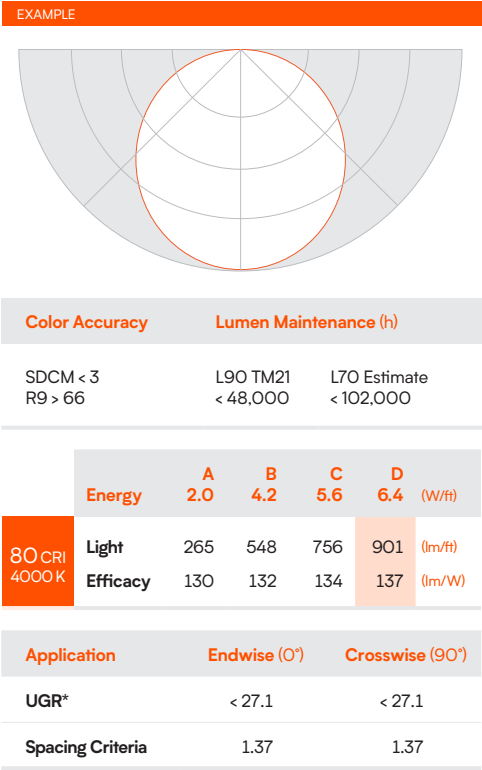 EXAMPLE
Color Accuracy Lumen Maintenance (h)
SDCM < 3 L90 TM21 L70 Estimate
R9 > 66 < 48,000 < 102,000
A B C D
Energy 2.0 4.2 5.6 6.4 (W/ft)
80 CRI Light 265 548 756 901 (lm/ft)
4000 K Efficacy 130 132 134 137 (lm/W)
Application Endwise (0°) Crosswise (90°)
UGR* < 27.1 < 27.1
Spacing Criteria 1.37 1.37